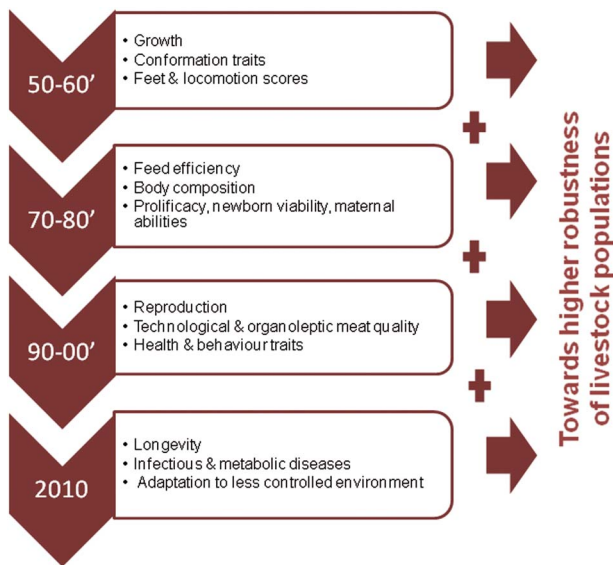 50-60’
• Growth
• Conformation traits
• Feet & locomotion scores
+
70-80’
• Feed efficiency
• Body composition
• Prolificacy, newborn viability, maternal
abilities
+
90-00’
• Reproduction
• Technological & organoleptic meat quality
• Health & behaviour traits
+
2010
• Longevity
• Infectious & metabolic diseases
• Adaptation to less controlled environment
Towards higher robustness
of livestock populations